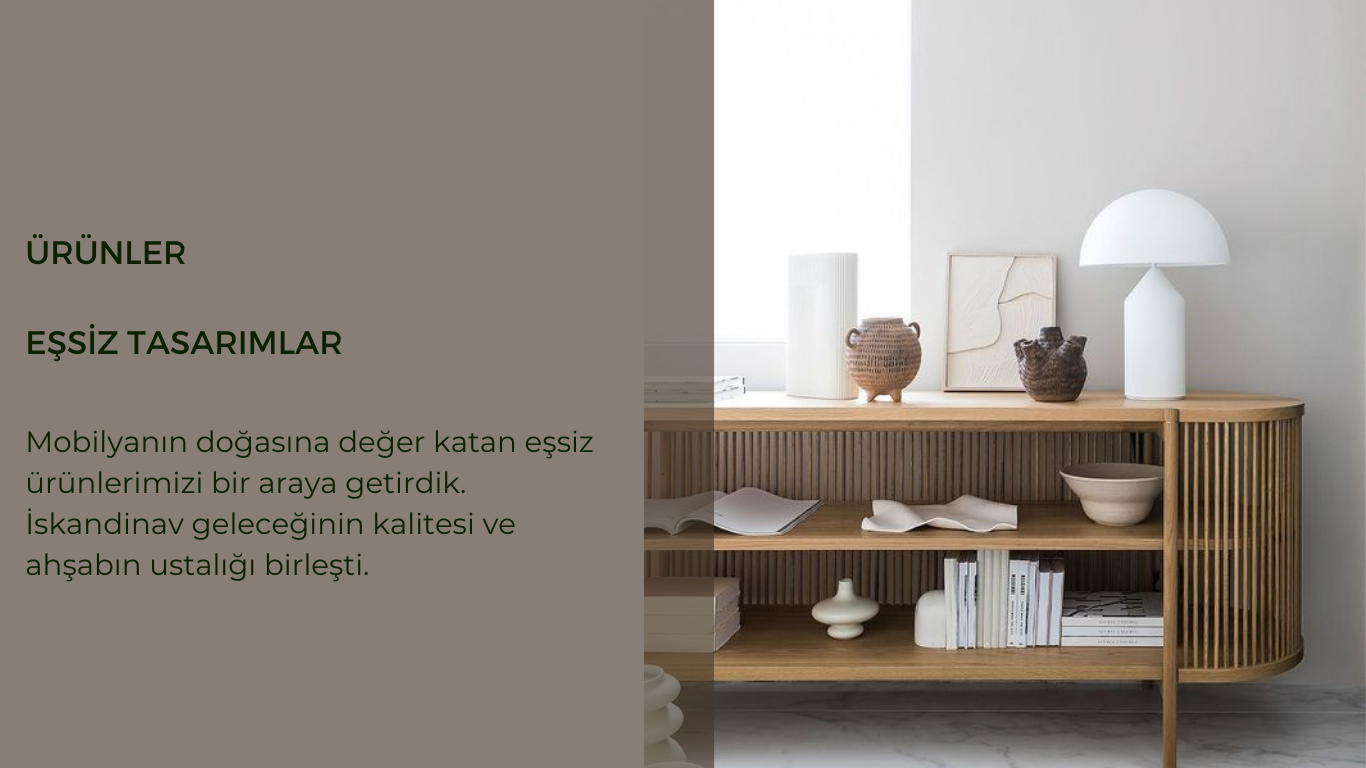 ÜRÜNLER
EŞSİZ TASARIMLAR
Mobilyanın doğasına değer katan eşsiz
ürünlerimizi bir araya getirdik.
İskandinav geleceğinin kalitesi ve
ahşabın ustalığı birleşti.